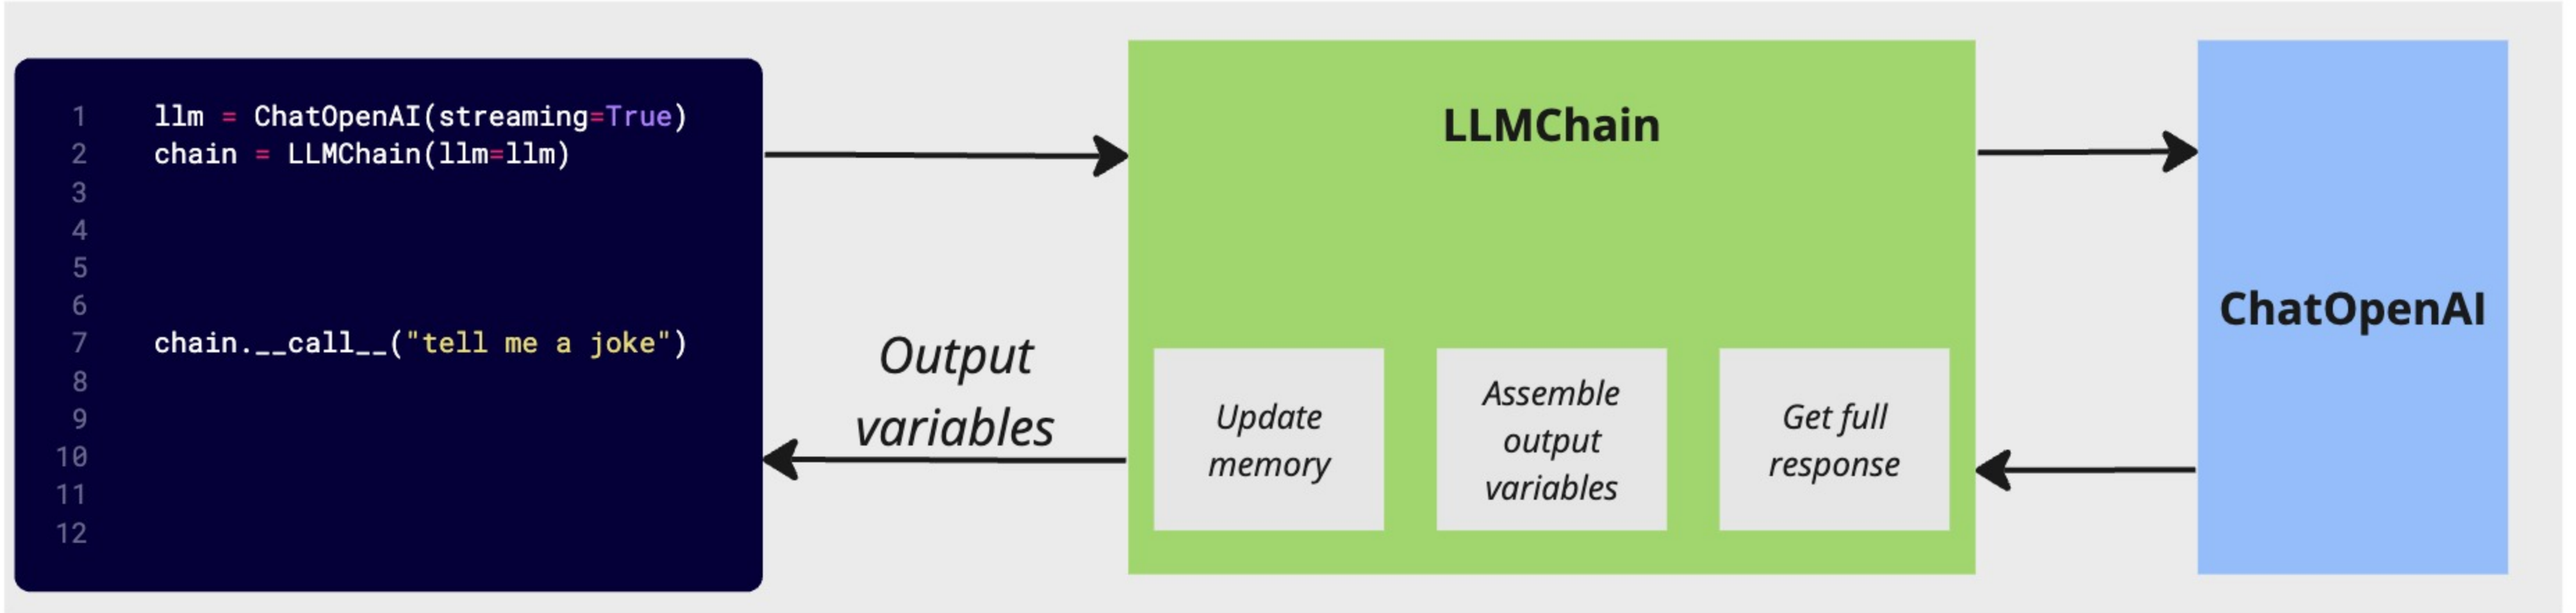 1 llm = ChatOpenAI(streaming=True)
2 chain = LLMChain(llm=llm)
3
4
5
6
7 chain.__call__("tell me a joke")
8
9
10
11
12
Output
variables
LLMChain
Update
memory
Assemble
output
variables
Get full
response
ChatOpenAI